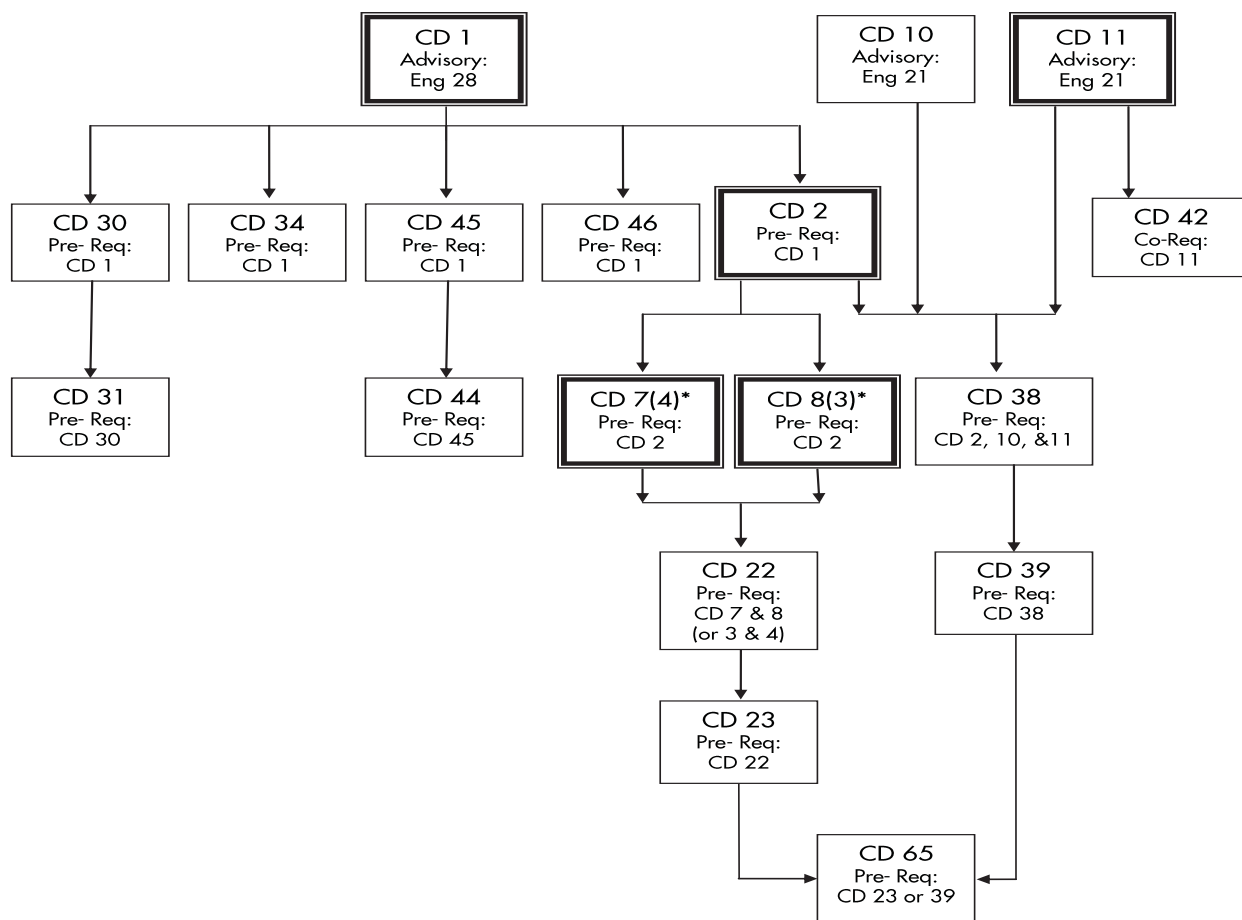 CD 1
Advisory:
Eng 28
CD 10
Advisory:
Eng 21
CD 11
Advisory:
Eng 21
CD 30
Pre- Req:
CD 1
CD 34
Pre- Req:
CD 1
CD 45
Pre- Req:
CD 1
CD 46
Pre- Req:
CD 1
CD 2
Pre- Req:
CD 1
CD 42
Co-Req:
CD 11
CD 31
Pre- Req:
CD 30
CD 44
Pre- Req:
CD 45
CD 7(4)*
Pre- Req:
CD 2
CD 8(3)*
Pre- Req:
CD 2
CD 38
Pre- Req:
CD 2, 10, &11
CD 22
Pre- Req:
CD 7 & 8
(or 3 & 4)
CD 39
Pre- Req:
CD 38
CD 23
Pre- Req:
CD 22
CD 65
Pre- Req:
CD 23 or 39